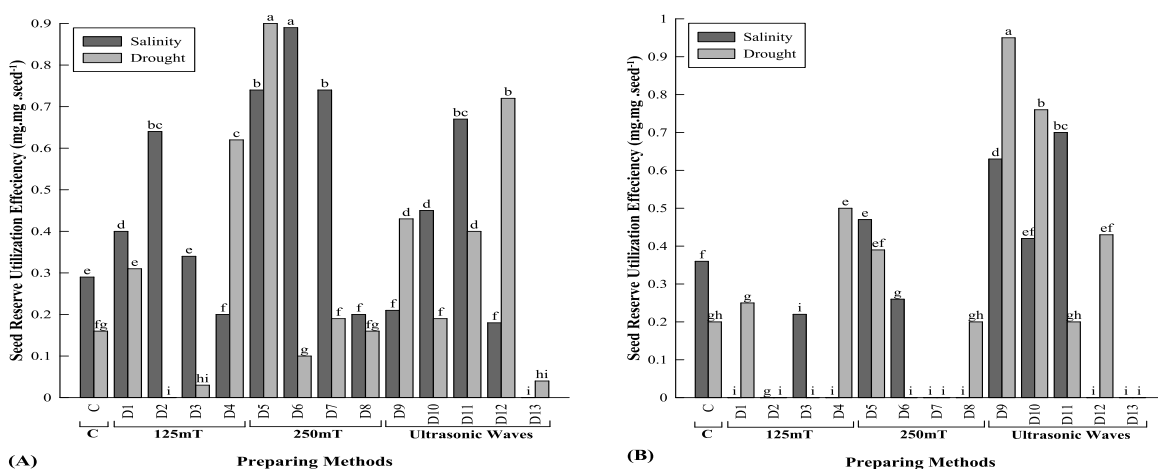 Seed Reserve Utilization Effeciency (mg.mg .seed-1)
0.9
0.8
0.7
0.6
0.5
0.4
0.3
0.2
0.1
0
Salinity
Drought
e fg d e bc i e hi f c b a a g b f f fg f d d f bc d f b i hi
C D1 D2 D3 D4 D5 D6 D7 D8 D9 D10 D11 D12 D13
C 125mT 250mT Ultrasonic Waves
Preparing Methods
(A)
Seed Reserve Utilization Effeciency (mg.mg .seed-1)
1
0.9
0.8
0.7
0.6
0.5
0.4
0.3
0.2
0.1
0
Salinity
Drought
f gh i g g i i i i e e ef g i i i i gh d a ef b bc gh i ef i i
C D1 D2 D3 D4 D5 D6 D7 D8 D9 D10 D11 D12 D13
C 125mT 250mT Ultrasonic Waves
Preparing Methods
(B)